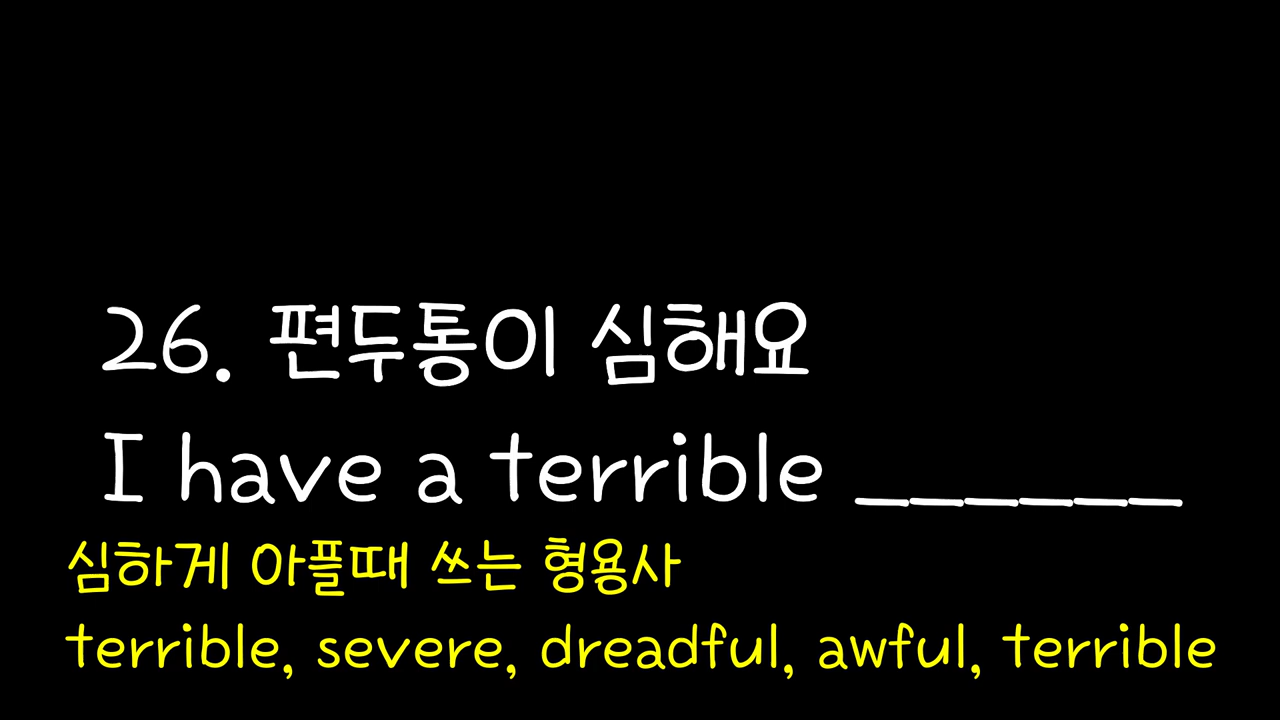 26. 편두통이 심해요
I have a terrible ______
심하게 아플때 쓰는 형용사
terrible, severe, dreadful, awful, terrible